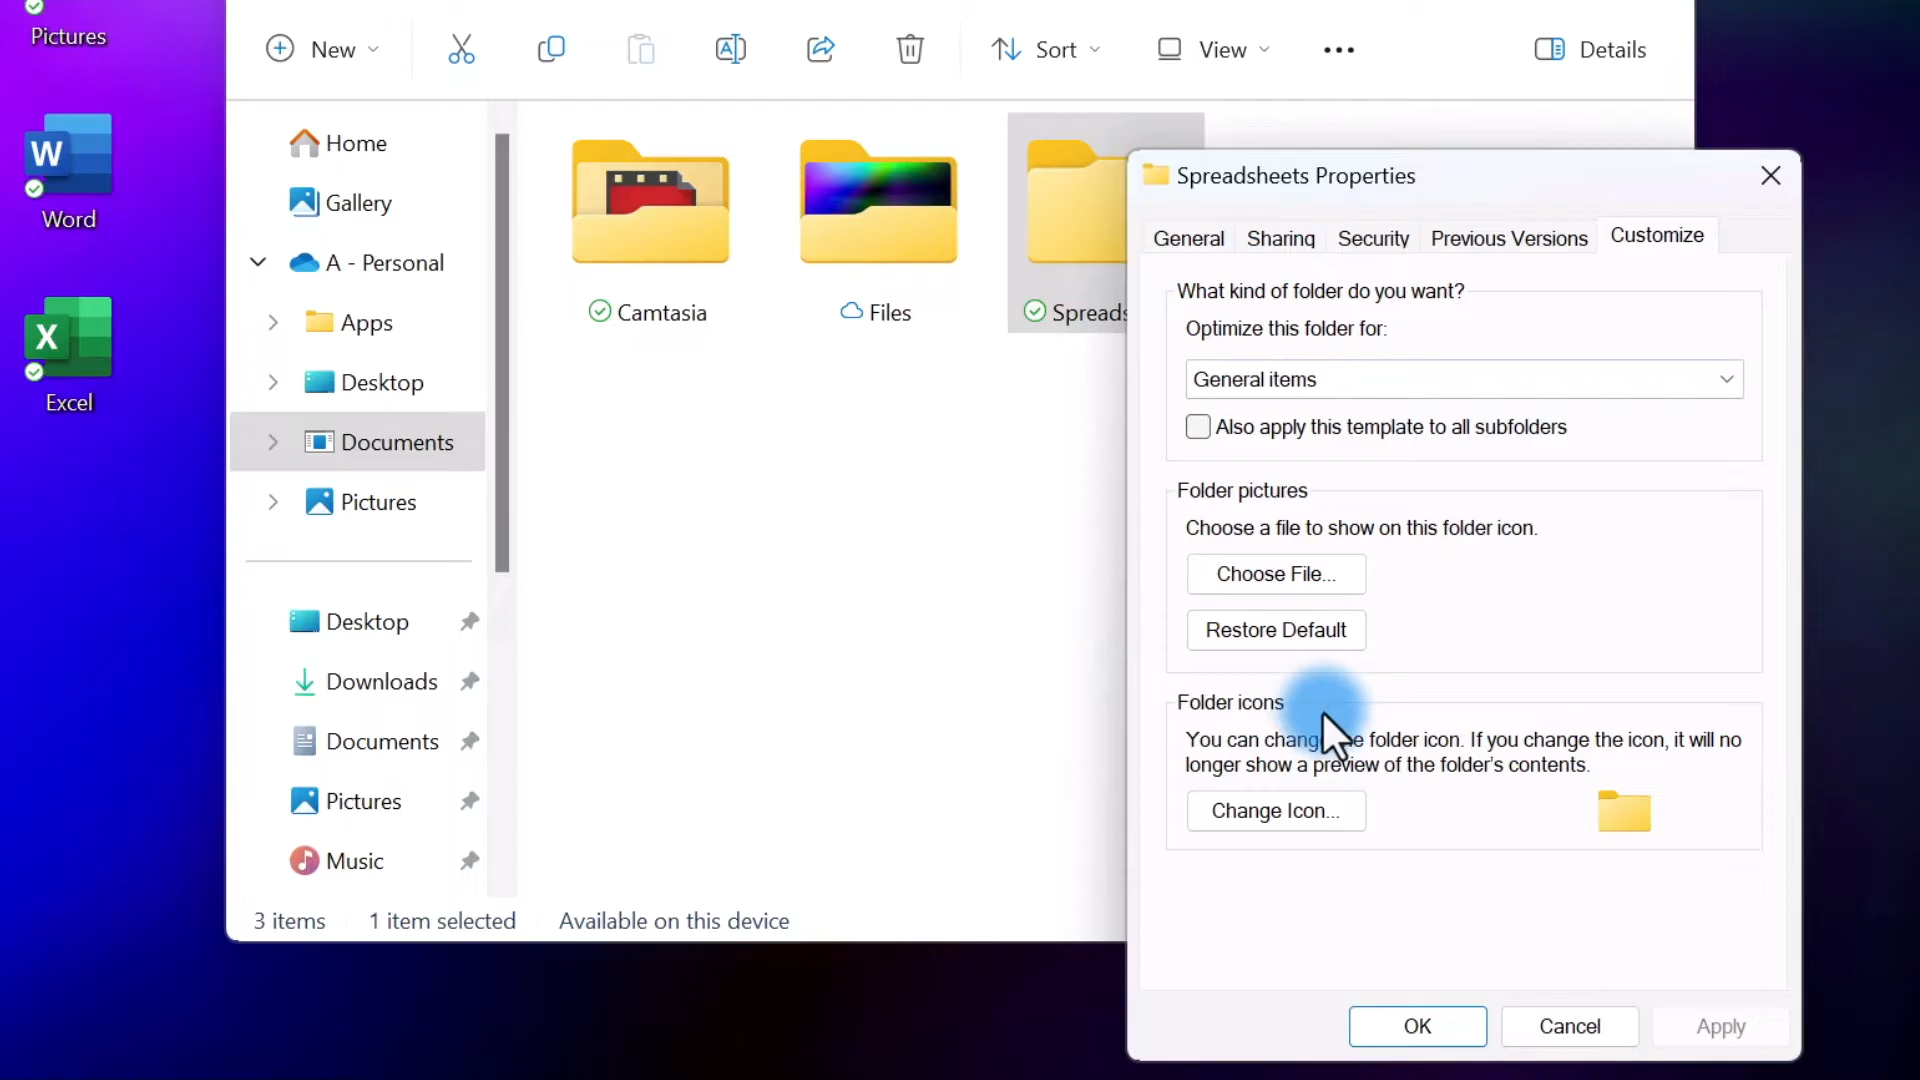 Pictures
Word
Excel
New
Sort
View
Details
Home
Gallery
A - Personal
Apps
Desktop
Documents
Pictures
Desktop
Downloads
Documents
Pictures
Music
Camtasia
Files
Spreads
3 items
1 item selected
Available on this device
Spreadsheets Properties
General
Sharing
Security
Previous Versions
Customize
What kind of folder do you want?
Optimize this folder for:
General items
Also apply this template to all subfolders
Folder pictures
Choose a file to show on this folder icon.
Choose File...
Restore Default
Folder icons
You can change the folder icon. If you change the icon, it will no
longer show a preview of the folder's contents.
Change Icon...
OK
Cancel
Apply